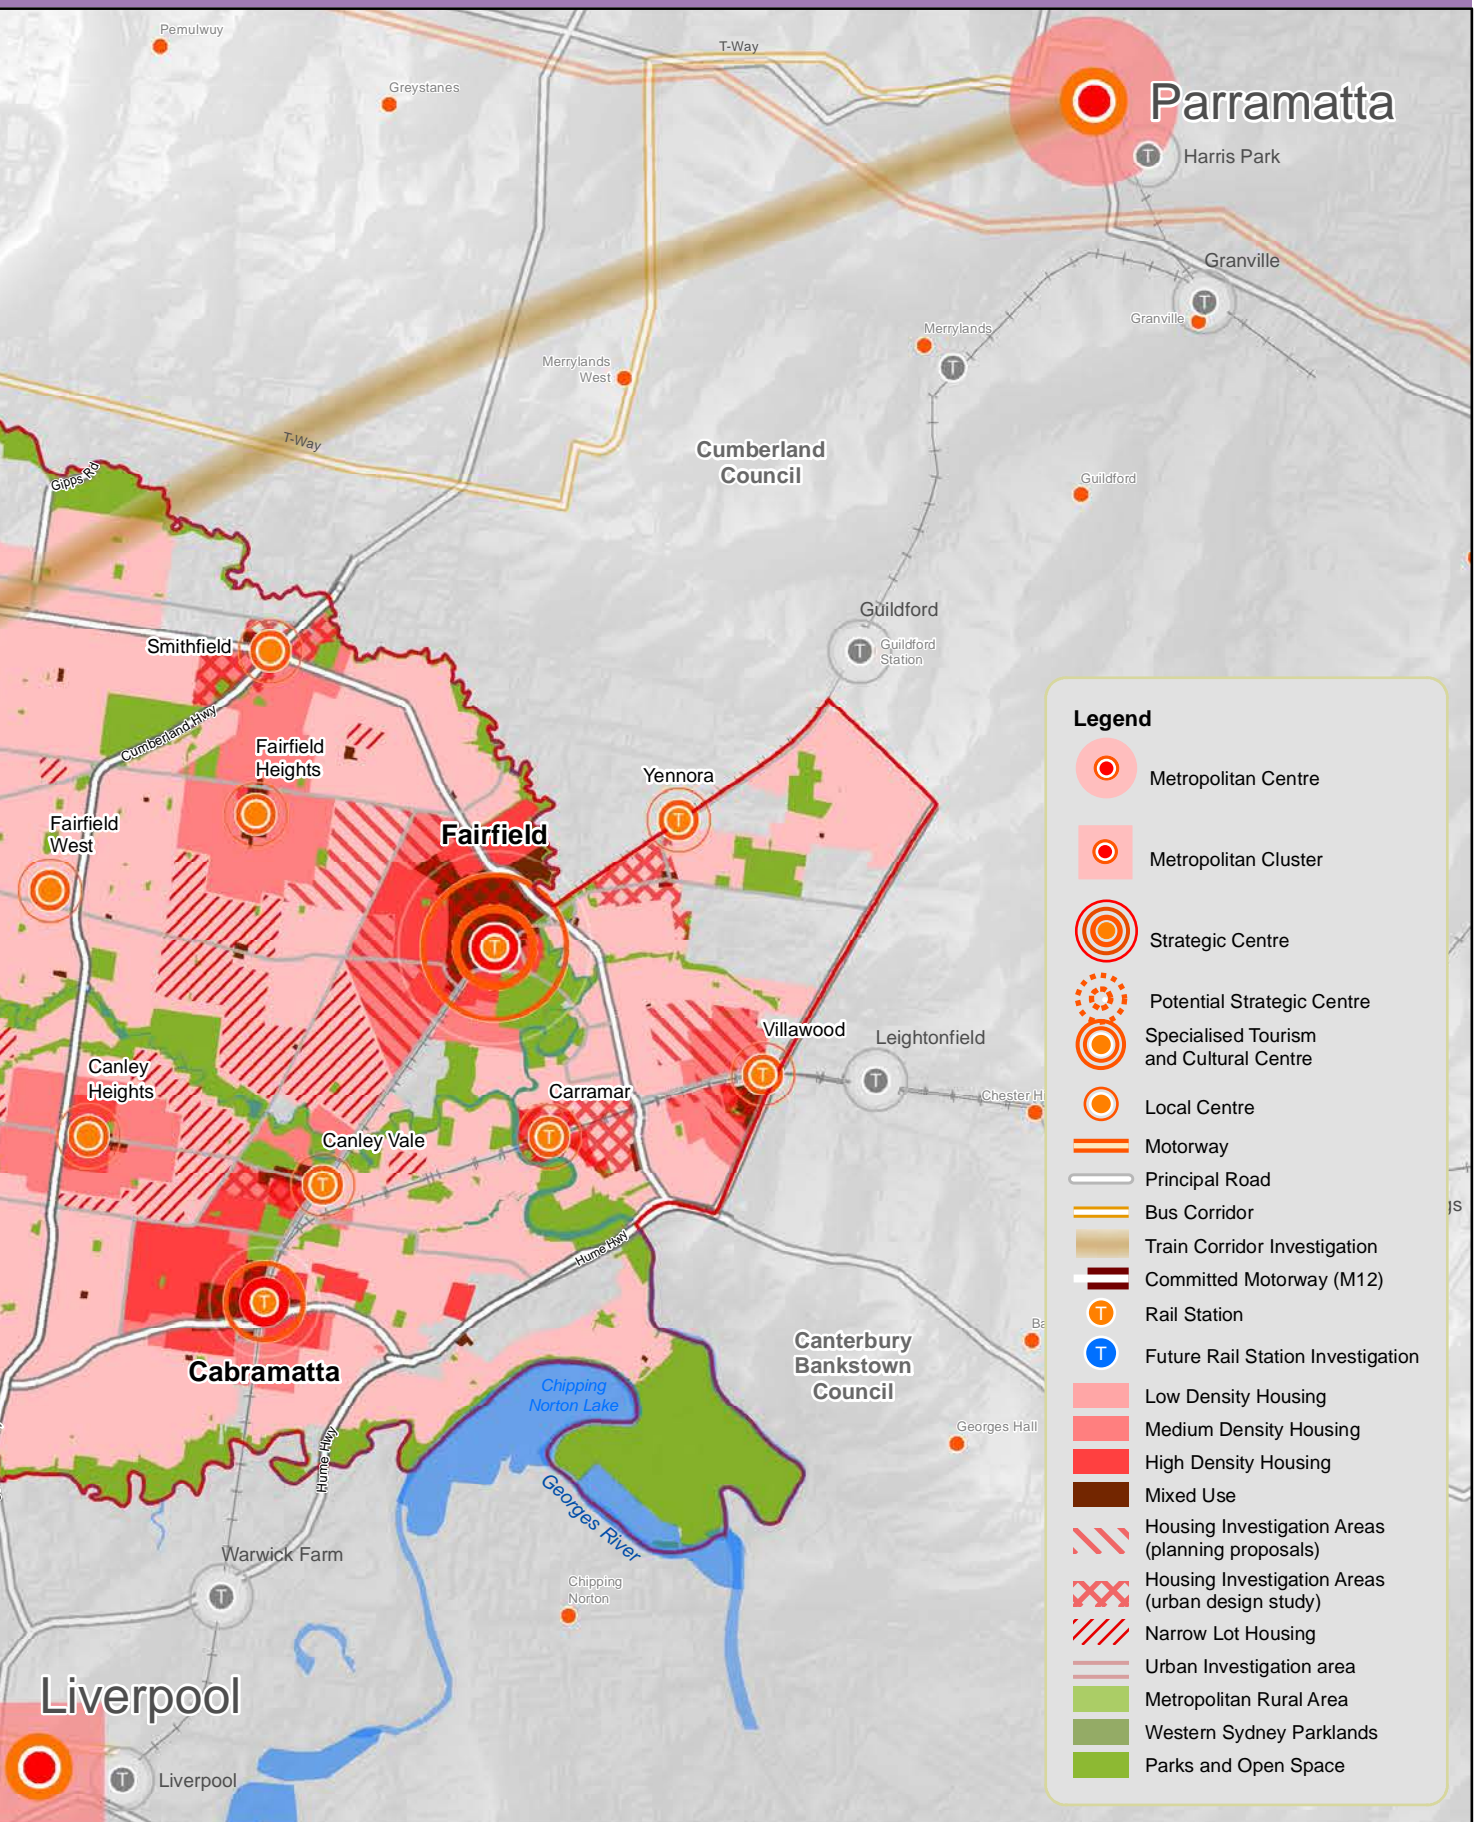 Pemulwuy
T-Way
Greystanes
Parramatta
Harris Park
Granville
Granville
Merrylands
Merrylands
West
T-Way
Cumberland
Council
Gipps Rd
Guildford
Guildford
Guildford
Station
Smithfield
Cumberland Hwy
Fairfield
Heights
Yennora
Fairfield
West
Fairfield
Villawood
Leightonfield
Canley
Heights
Carramar
Chester H
Canley Vale
gs
Hume Hwy
Ba
Cabramatta
Canterbury
Bankstown
Council
Chipping
Norton Lake
Georges Hall
Hume Hwy
Georges River
Warwick Farm
Chipping
Norton
Liverpool
Liverpool
Legend
Metropolitan Centre
Metropolitan Cluster
Strategic Centre
Potential Strategic Centre
Specialised Tourism
and Cultural Centre
Local Centre
Motorway
Principal Road
Bus Corridor
Train Corridor Investigation
Committed Motorway (M12)
T Rail Station
T Future Rail Station Investigation
Low Density Housing
Medium Density Housing
High Density Housing
Mixed Use
Housing Investigation Areas
(planning proposals)
Housing Investigation Areas
(urban design study)
Narrow Lot Housing
Urban Investigation area
Metropolitan Rural Area
Western Sydney Parklands
Parks and Open Space